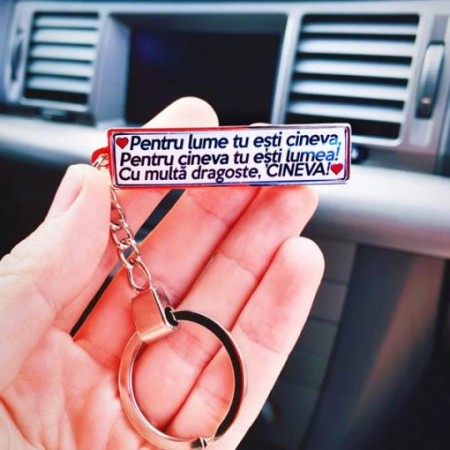 Pentru lume tu ești cineva,
Pentru cineva tu ești lumea!
Cu multă dragoste, CINEVA!